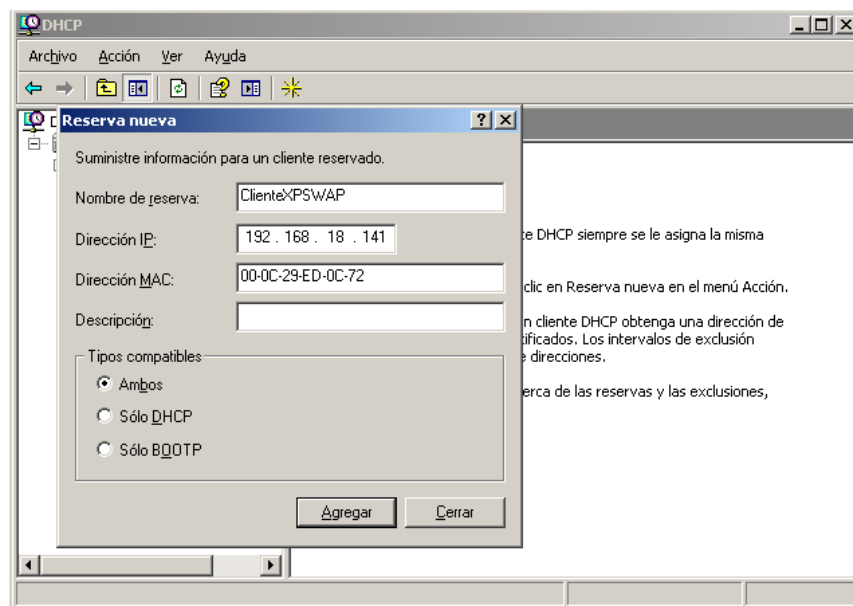 DHCP
Archivo Acción Ver Ayuda
Reserva nueva
Suministre información para un cliente reservado.
Nombre de reserva: ClienteXPSWAP
Dirección IP: 192 . 168 . 18 . 141
Dirección MAC: 00-0C-29-ED-0C-72
Descripción:
Tipos compatibles
Ambos
Sólo DHCP
Sólo BOOTP
Agregar Cerrar
DHCP siempre se le asigna la misma
clic en Reserva nueva en el menú Acción.
cliente DHCP obtenga una dirección de
Los intervalos de exclusión
direcciones.
de las reservas y las exclusiones,